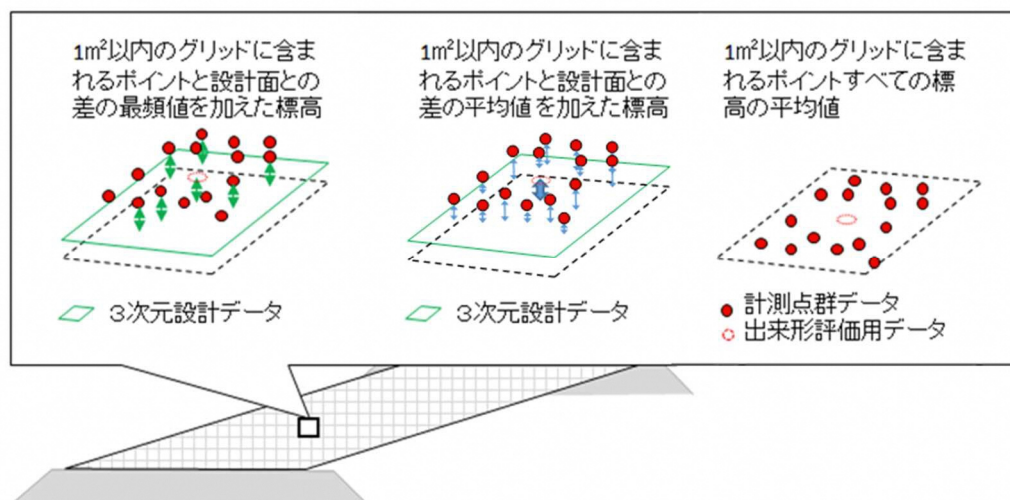 1m²以内のグリッドに含ま
れるポイントと設計面との
差の最頻値を加えた標高
３次元設計データ
1m²以内のグリッドに含ま
れるポイントと設計面との
差の平均値を加えた標高
３次元設計データ
1m²以内のグリッドに含ま
れるポイントすべての標
高の平均値
計測点群データ
出来形評価用データ